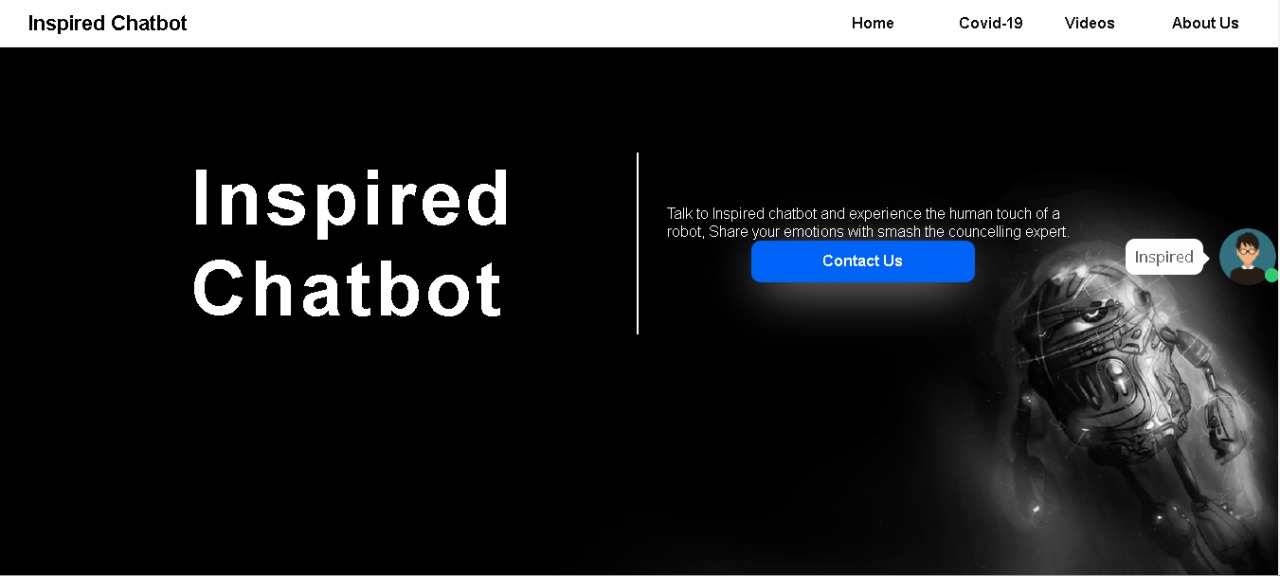 Inspired Chatbot
Home
Covid-19
Videos
About Us
Inspired
Chatbot
Talk to Inspired chatbot and experience the human touch of a
robot, Share your emotions with smash the councelling expert.
Contact Us
Inspired